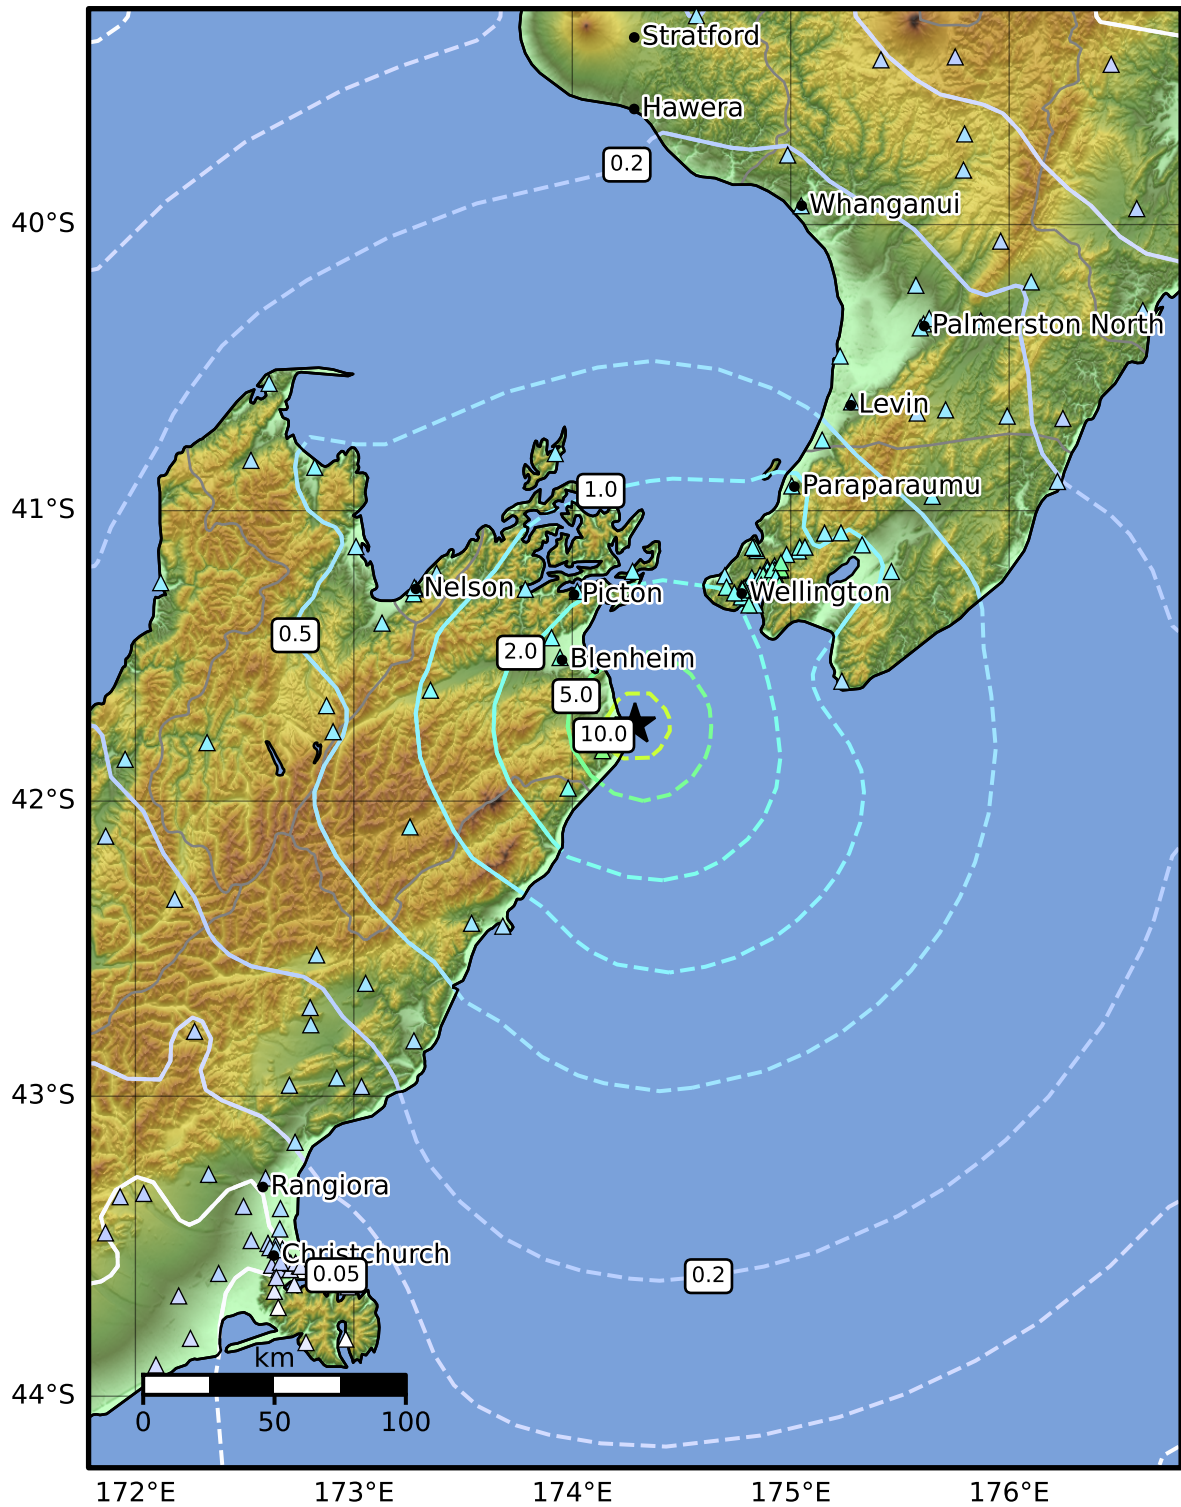 Stratford
Hawera
0.2
Whanganui
40°S
Palmerston North
Levin
Paraparaumu
1.0
41°S
Nelson
Picton
Wellington
0.5
2.0
Blenheim
5.0
10.0
42°S
43°S
Rangiora
Christchurch
0.05
0.2
km
44°S
0 50 100
172°E 173°E 174°E 175°E 176°E